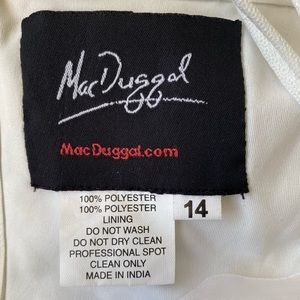 MacDuggal
MacDuggal.com
100% POLYESTER
100% POLYESTER
LINING
DO NOT WASH
DO NOT DRY CLEAN
PROFESSIONAL SPOT
CLEAN ONLY
MADE IN INDIA
14